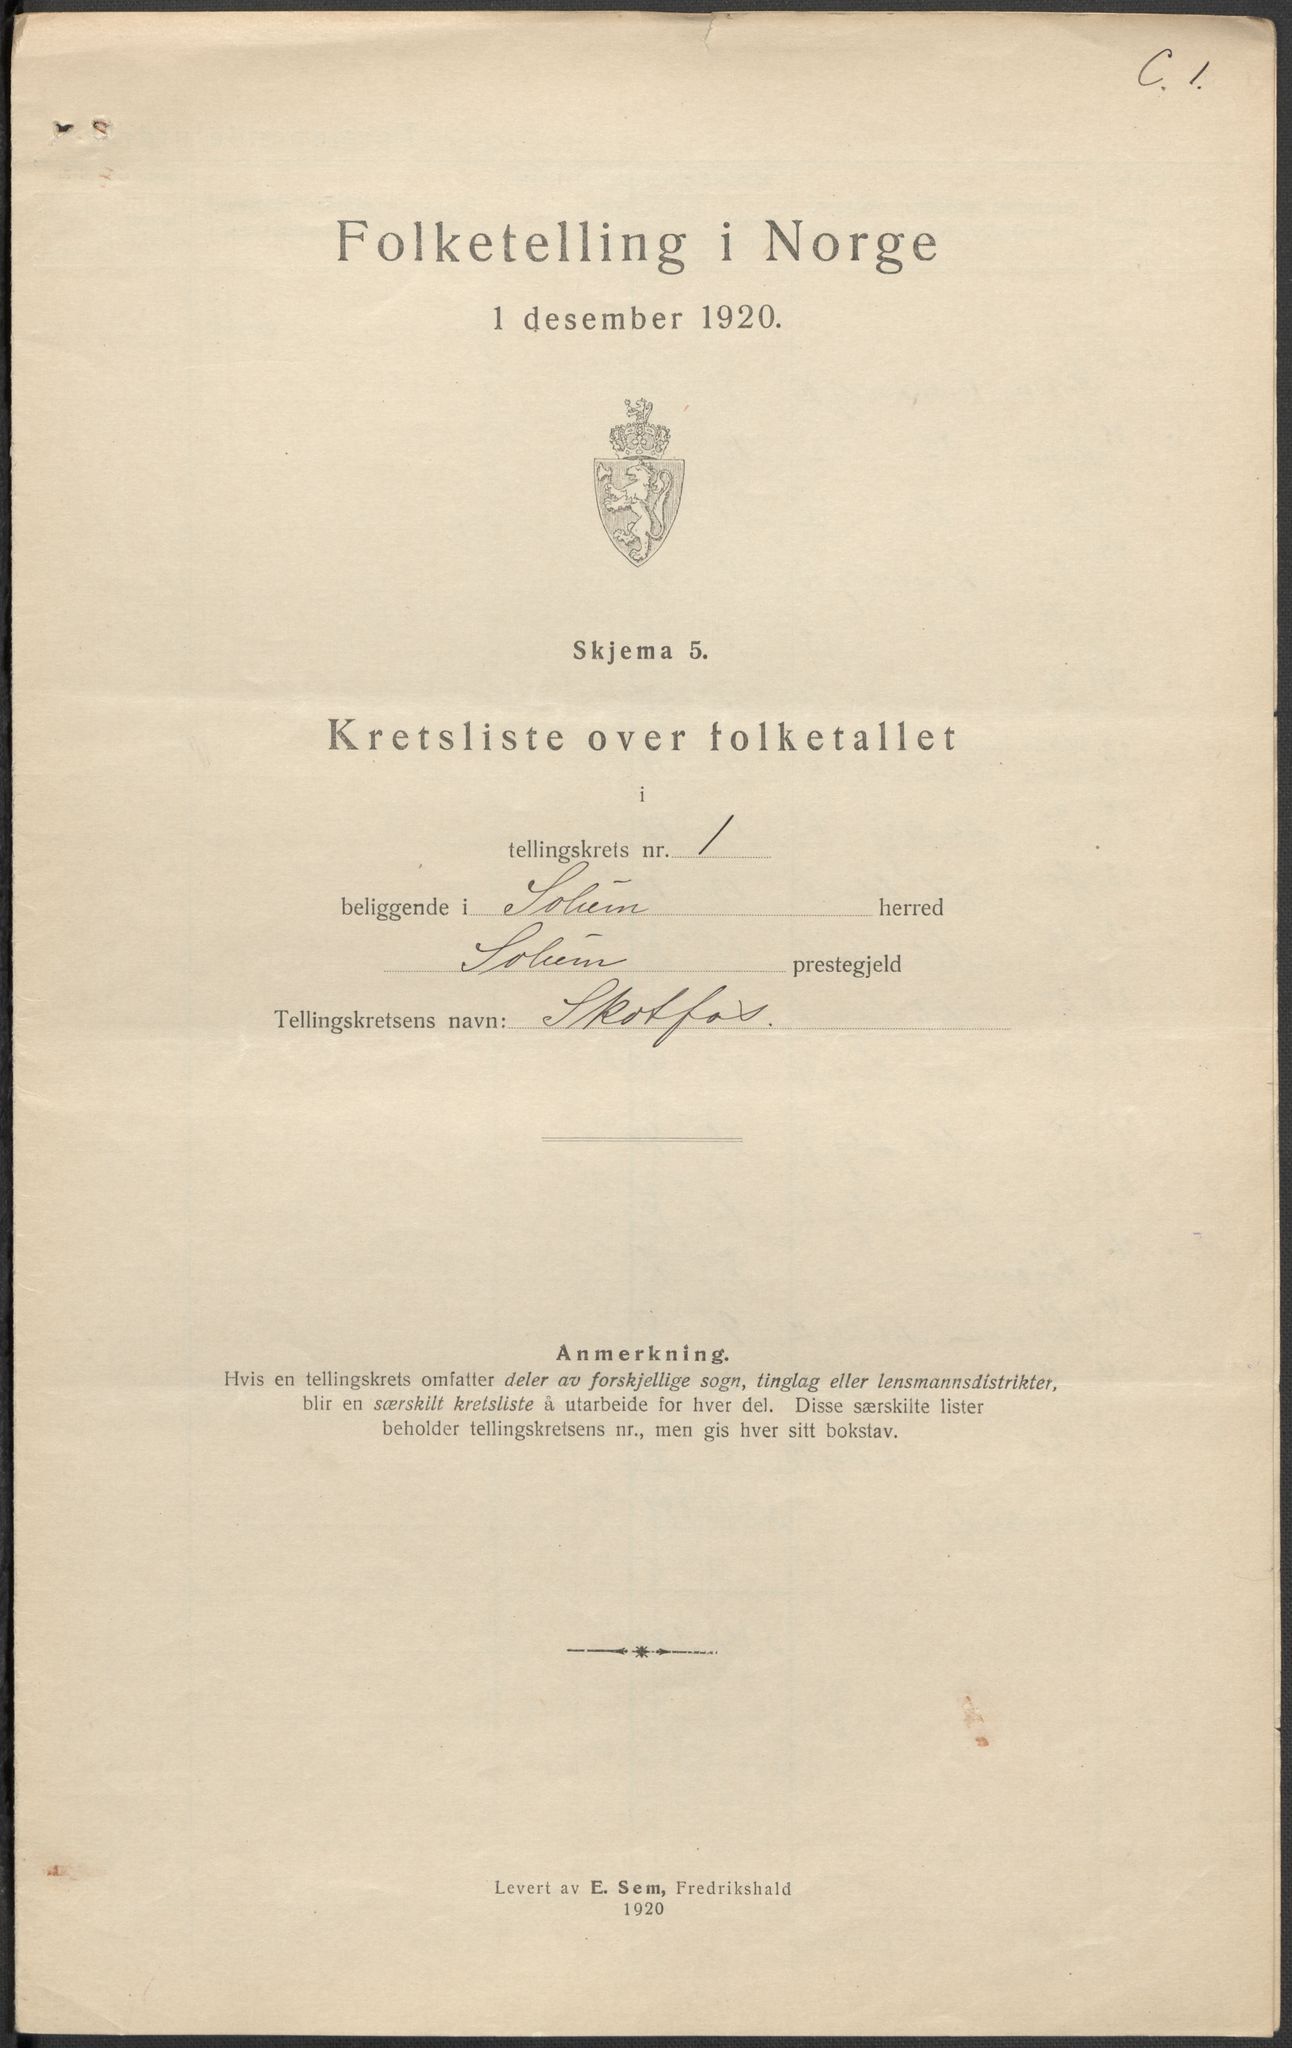 C. 1.
Folketelling i Norge
1 desember 1920.
Skjema 5.
Kretsliste over folketallet
i
tellingskrets nr. 1
beliggende i Solum herred
Solum prestegjeld
Tellingskretsens navn: Skotfos.
Anmerkning.
Hvis en tellingskrets omfatter deler av forskjellige sogn, tinglag eller lensmannsdistrikter,
blir en særskilt kretsliste å utarbeide for hver del. Disse særskilte lister
beholder tellingskretsens nr., men gis hver sitt bokstav.
Levert av E. Sem, Fredrikshald
1920